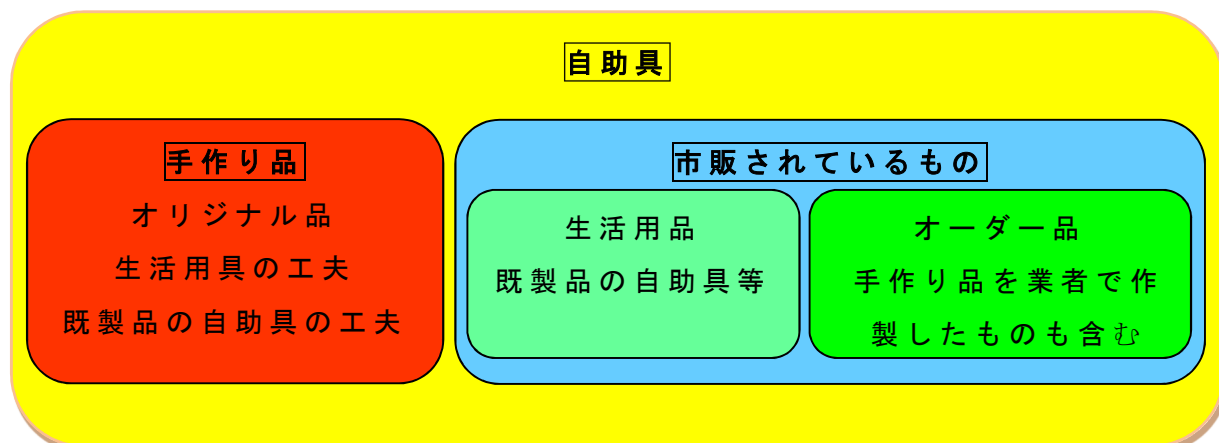 自助具
手作り品
オリジナル品
生活用具の工夫
既製品の自助具の工夫
市販されているもの
生活用品
既製品の自助具等
オーダー品
手作り品を業者で作
製したものも含む